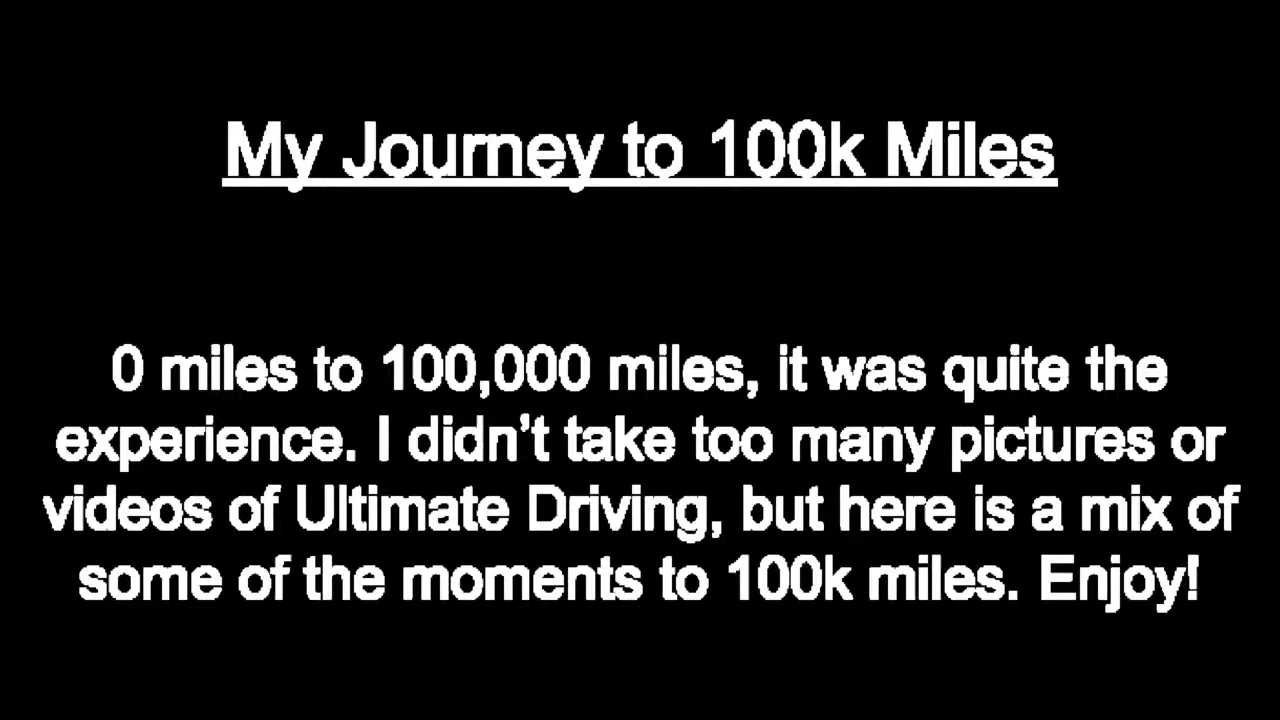 My Journey to 100k Miles
0 miles to 100,000 miles, it was quite the
experience. I didn’t take too many pictures or
videos of Ultimate Driving, but here is a mix of
some of the moments to 100k miles. Enjoy!